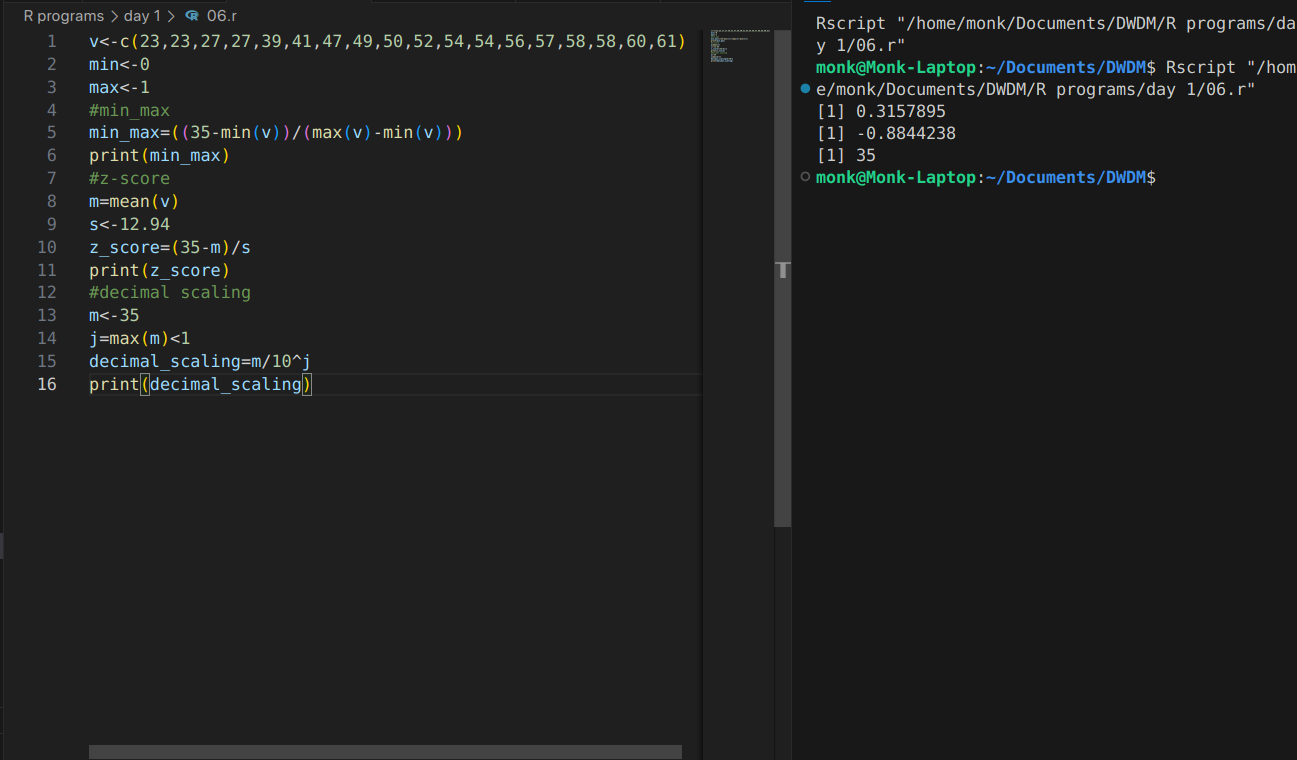 R programs > day 1 > 06.r
1 v<-c(23,23,27,27,39,41,47,49,50,52,54,54,56,57,58,58,60,61)
2 min<-0
3 max<-1
4 #min_max
5 min_max=((35-min(v))/(max(v)-min(v)))
6 print(min_max)
7 #z-score
8 m=mean(v)
9 s<-12.94
10 z_score=(35-m)/s
11 print(z_score)
12 #decimal scaling
13 m<-35
14 j=max(m)<1
15 decimal_scaling=m/10^j
16 print(decimal_scaling)
Rscript "/home/monk/Documents/DWDM/R programs/da
y 1/06.r"
monk@Monk-Laptop:~/Documents/DWDM$ Rscript "/hom
e/monk/Documents/DWDM/R programs/day 1/06.r"
[1] 0.3157895
[1] -0.8844238
[1] 35
monk@Monk-Laptop:~/Documents/DWDM$